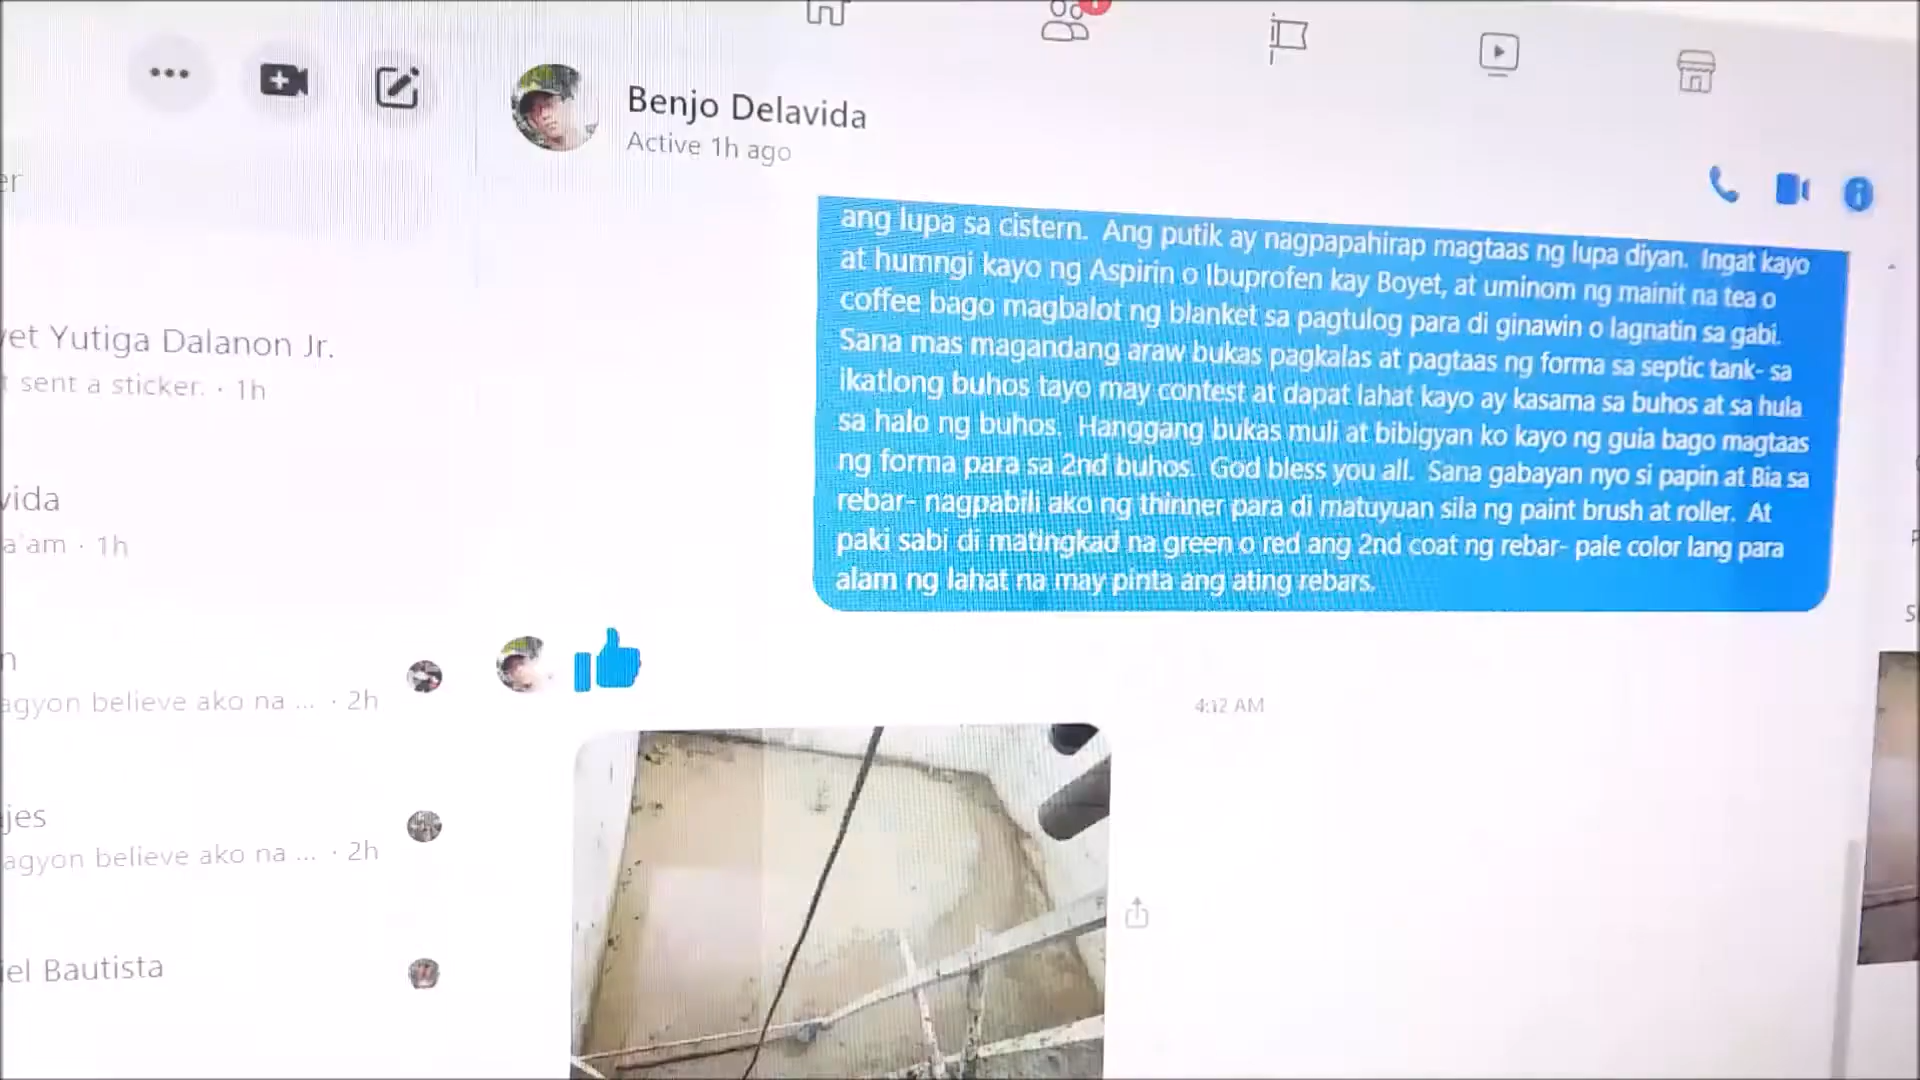 Benjo Delavida
Active 1h ago
er
ang lupa sa cistern. Ang putik ay nagpapahirap magtaas ng lupa diyan. Ingat kayo
at humngi kayo ng Aspirin o Ibuprofen kay Boyet, at uminom ng mainit na tea o
coffee bago magbalot ng blanket sa pagtulog para di ginawin o lagnatin sa gabi.
Sana mas magandang araw bukas pagkalas at pagtaas ng forma sa septic tank- sa
ikatlong buhos tayo may contest at dapat lahat kayo ay kasama sa buhos at sa hula
sa halo ng buhos. Hanggang bukas muli at bibigyan ko kayo ng guia bago magtaas
ng forma para sa 2nd buhos. God bless you all. Sana gabayan nyo si papin at Bia sa
rebar- nagpabili ako ng thinner para di matuyuan sila ng paint brush at roller. At
paki sabi di matingkad na green o red ang 2nd coat ng rebar- pale color lang para
alam ng lahat na may pinta ang ating rebars.
4:12 AM
yet Yutiga Dalanon Jr.
t sent a sticker. · 1h
vida
a'am · 1h
n
agyon believe ako na ... · 2h
jes
agyon believe ako na ... · 2h
iel Bautista